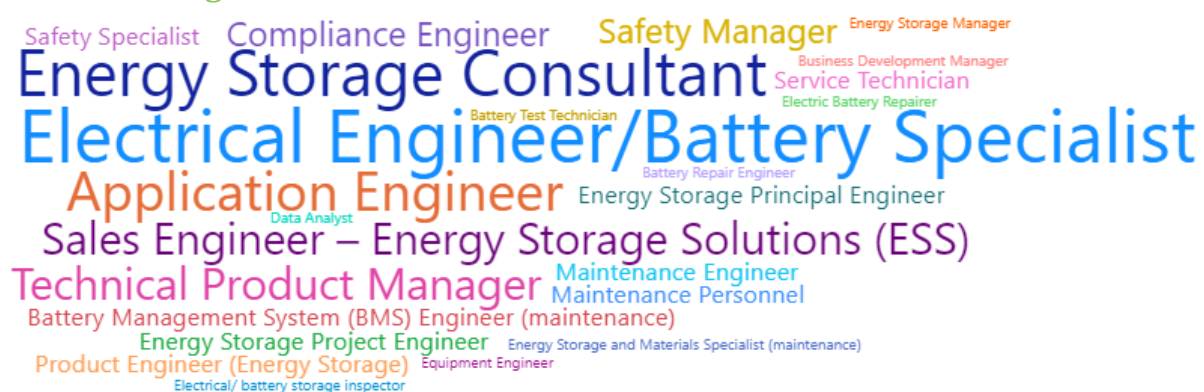 Safety Specialist
Compliance Engineer
Safety Manager
Energy Storage Manager
Energy Storage Consultant
Business Development Manager
Service Technician
Electric Battery Repairer
Battery Test Technician
Electrical Engineer/Battery Specialist
Battery Repair Engineer
Application Engineer
Energy Storage Principal Engineer
Data Analyst
Sales Engineer – Energy Storage Solutions (ESS)
Technical Product Manager
Maintenance Engineer
Maintenance Personnel
Battery Management System (BMS) Engineer (maintenance)
Energy Storage Project Engineer
Energy Storage and Materials Specialist (maintenance)
Product Engineer (Energy Storage)
Equipment Engineer
Electrical/ battery storage inspector